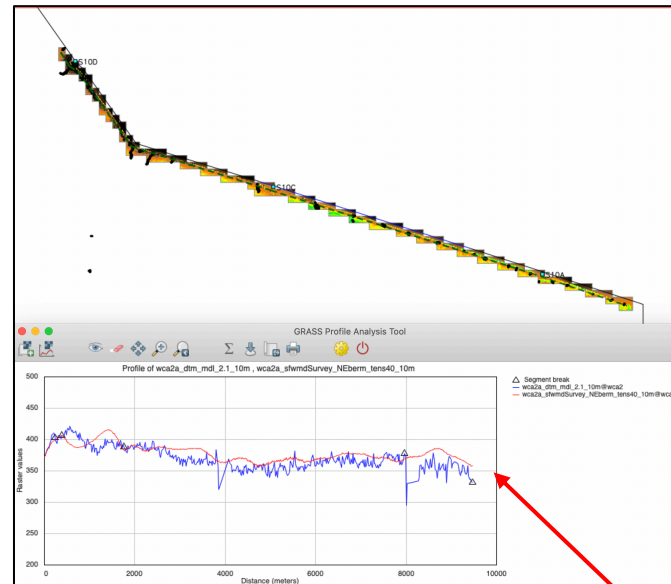 S10D
S10C
S10A
GRASS Profile Analysis Tool
Σ
Profile of wca2a_dtm_mdl_2.1_10m , wca2a_sfwmdSurvey_NEberm_tens40_10m
Segment break
wca2a_dtm_mdl_2.1_10m@wca2
wca2a_sfwmdSurvey_NEberm_tens40_10m@wca
Raster values
500
450
400
350
300
250
200
0
2000
4000
6000
8000
10000
Distance (meters)